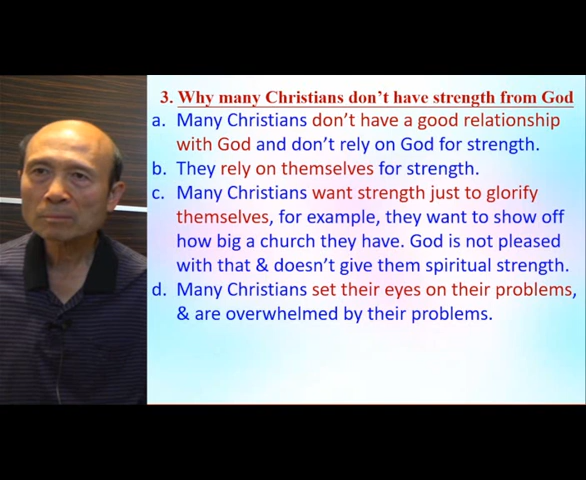 3. Why many Christians don't have strength from God
a. Many Christians don't have a good relationship
with God and don't rely on God for strength.
b. They rely on themselves for strength.
c. Many Christians want strength just to glorify
themselves, for example, they want to show off
how big a church they have. God is not pleased
with that & doesn't give them spiritual strength.
d. Many Christians set their eyes on their problems,
& are overwhelmed by their problems.